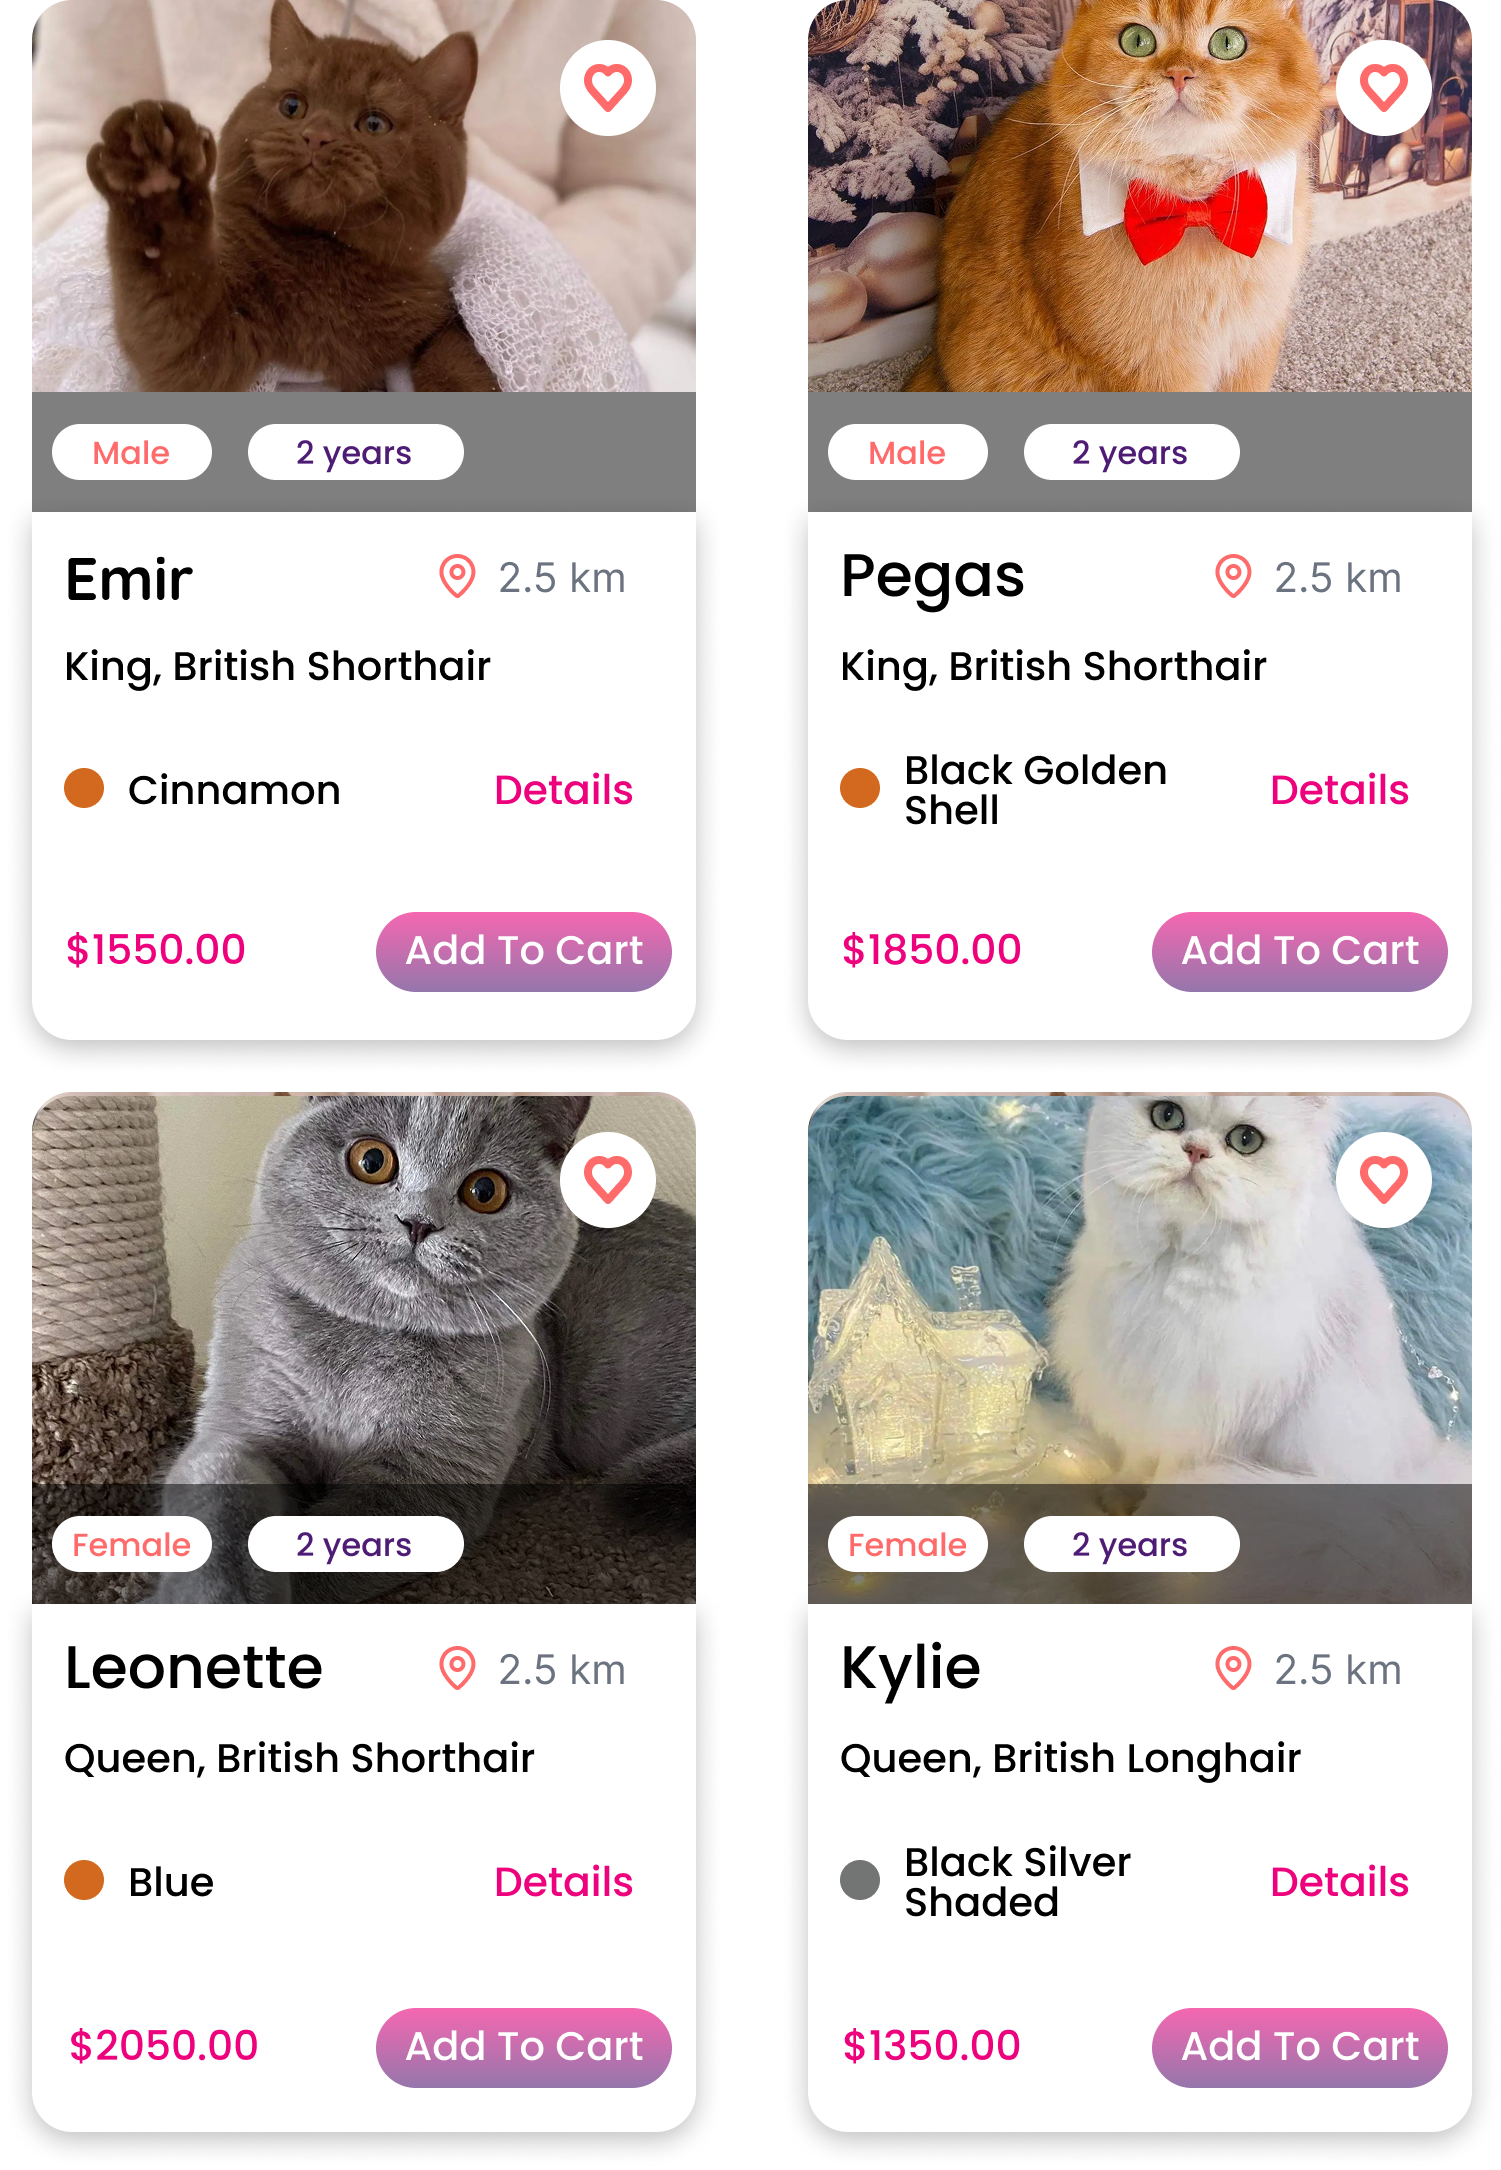 Male
2 years
Emir
2.5 km
King, British Shorthair
Cinnamon
Details
$1550.00
Add To Cart
Male
2 years
Pegas
2.5 km
King, British Shorthair
Black Golden
Shell
Details
$1850.00
Add To Cart
Female
2 years
Leonette
2.5 km
Queen, British Shorthair
Blue
Details
$2050.00
Add To Cart
Female
2 years
Kylie
2.5 km
Queen, British Longhair
Black Silver
Shaded
Details
$1350.00
Add To Cart